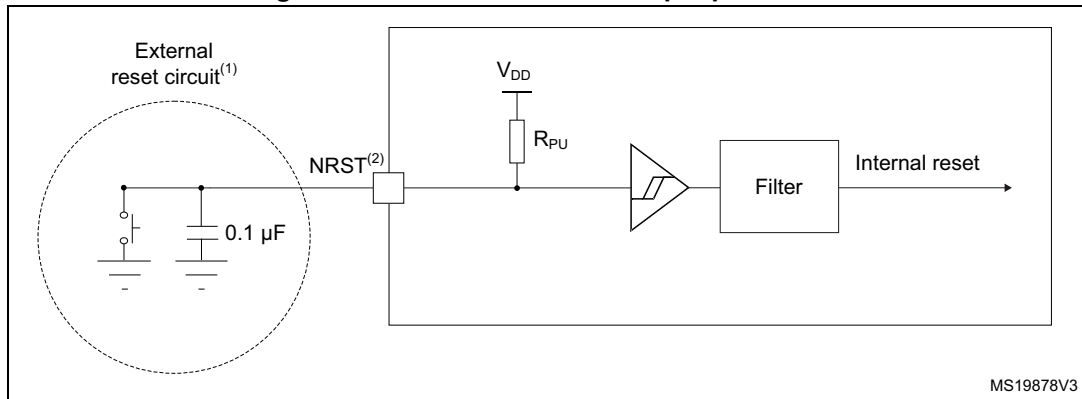 External
reset circuit(1)
VDD
RPU
NRST(2)
Filter
Internal reset
0.1 µF
MS19878V3